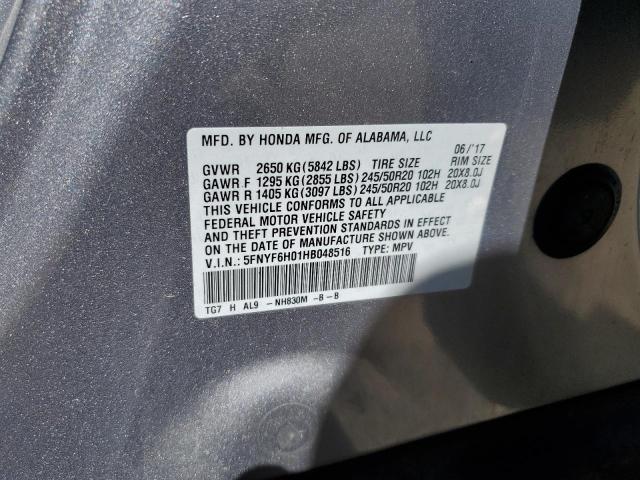 MFD. BY HONDA MFG. OF ALABAMA, LLC 06/'17
GVWR 2650 KG (5842 LBS) TIRE SIZE RIM SIZE
GAWR F 1295 KG (2855 LBS) 245/50R20 102H 20X8.0J
GAWR R 1405 KG (3097 LBS) 245/50R20 102H 20X8.0J
THIS VEHICLE CONFORMS TO ALL APPLICABLE
FEDERAL MOTOR VEHICLE SAFETY
AND THEFT PREVENTION STANDARDS IN EFFECT
ON THE DATE OF MANUFACTURE SHOWN ABOVE.
V.I.N.: 5FNYF6H01HB048516 TYPE: MPV
TG7 H AL9 -NH830M -B-B